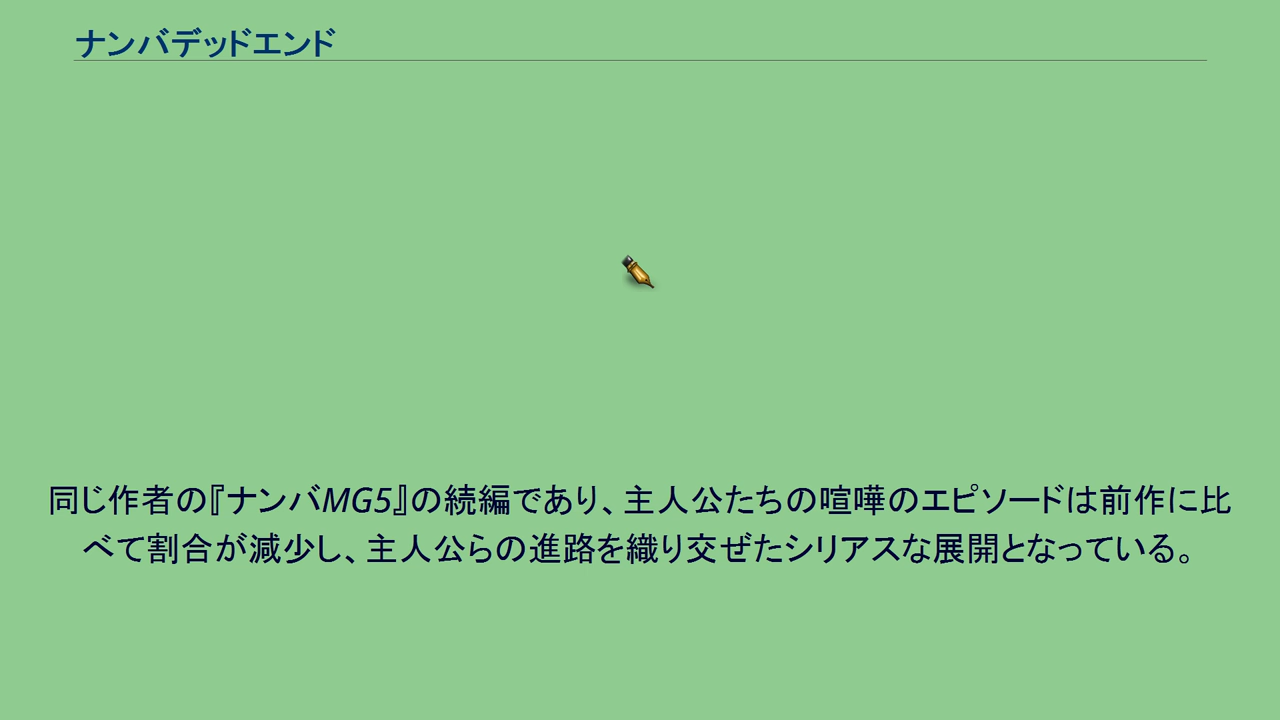 ナンバデッドエンド
同じ作者の『ナンバMG5』の続編であり、主人公たちの喧嘩のエピソードは前作に比
べて割合が減少し、主人公らの進路を織り交ぜたシリアスな展開となっている。